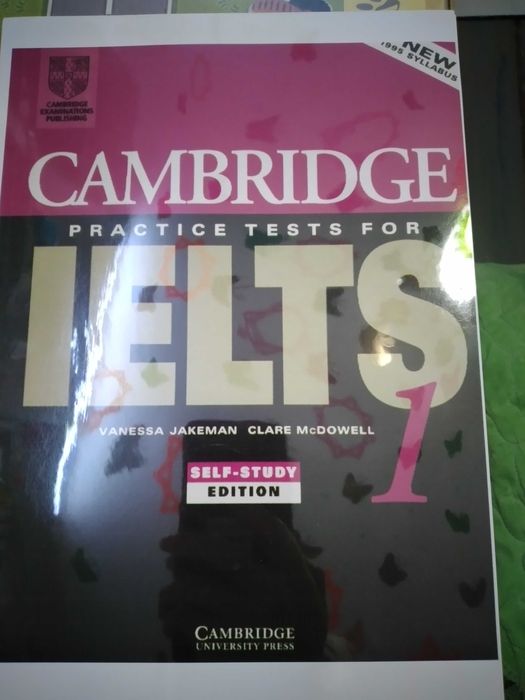 NEW
1995 SYLLABUS
CAMBRIDGE
EXAMINATIONS
PUBLISHING
CAMBRIDGE
PRACTICE TESTS FOR
IELTS
1
VANESSA JAKEMAN CLARE McDOWELL
SELF-STUDY
EDITION
CAMBRIDGE
UNIVERSITY PRESS